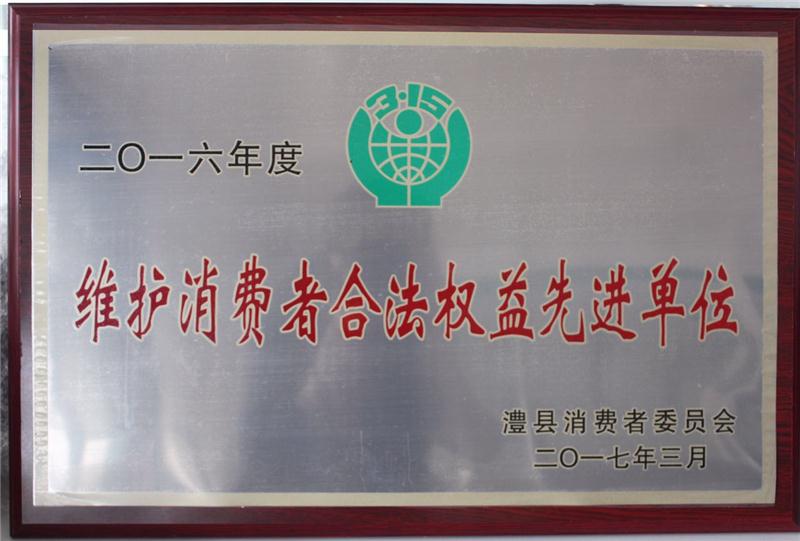 3·15
二〇一六年度
维护消费者合法权益先进单位
澧县消费者委员会
二〇一七年三月